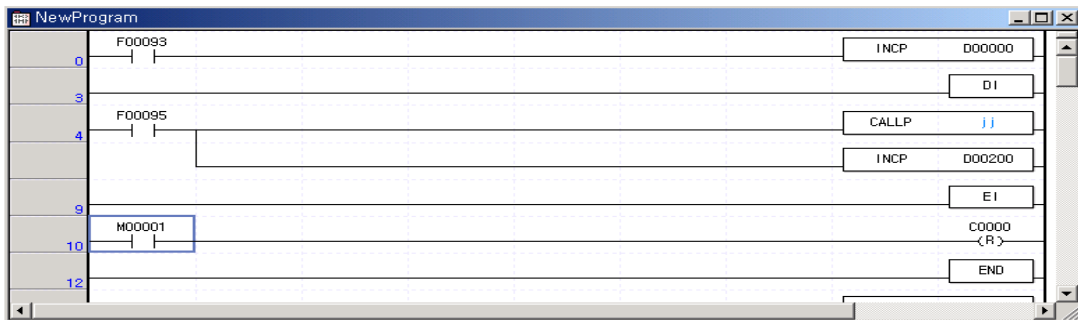 NewProgram
F00093
0 INCP D00000
3 DI
F00095
4 CALLP jj
INCP D00200
9 EI
M00001 C0000
10 (R)
12 END